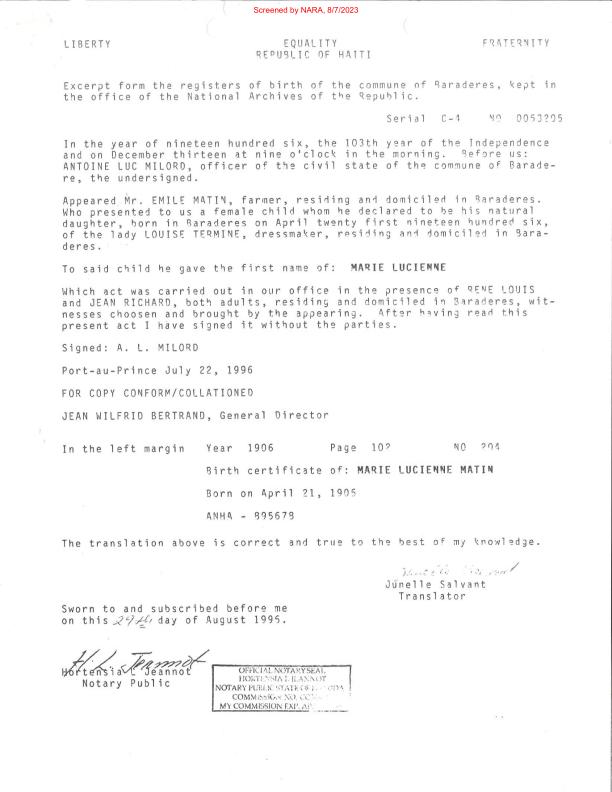 Screened by NARA, 8/7/2023
LIBERTY EQUALITY FRATERNITY
REPUBLIC OF HAITI
Excerpt form the registers of birth of the commune of Baraderes, kept in
the office of the National Archives of the Republic.
Serial C-4 NO 0053205
In the year of nineteen hundred six, the 103th year of the Independence
and on December thirteen at nine o'clock in the morning. Before us:
ANTOINE LUC MILORD, officer of the civil state of the commune of Barade-
re, the undersigned.
Appeared Mr. EMILE MATIN, farmer, residing and domiciled in Baraderes.
Who presented to us a female child whom he declared to be his natural
daughter, born in Baraderes on April twenty first nineteen hundred six,
of the lady LOUISE TERMINE, dressmaker, residing and domiciled in Bara-
deres.
To said child he gave the first name of: MARIE LUCIENNE
Which act was carried out in our office in the presence of RENE LOUIS
and JEAN RICHARD, both adults, residing and domiciled in Baraderes, wit-
nesses choosen and brought by the appearing. After having read this
present act I have signed it without the parties.
Signed: A. L. MILORD
Port-au-Prince July 22, 1996
FOR COPY CONFORM/COLLATIONED
JEAN WILFRID BERTRAND, General Director
In the left margin Year 1906 Page 102 NO 294
Birth certificate of: MARIE LUCIENNE MATIN
Born on April 21, 1906
ANHA - 895678
The translation above is correct and true to the best of my knowledge.
Junelle Salvant
Translator
Sworn to and subscribed before me
on this 29th day of August 1996.
H. L. Jeannot
Hortensia L Jeannot
Notary Public
OFFICIAL NOTARY SEAL
HORTENSIA L JEANNOT
NOTARY PUBLIC STATE OF
COMMISSION NO.
MY COMMISSION EXP.